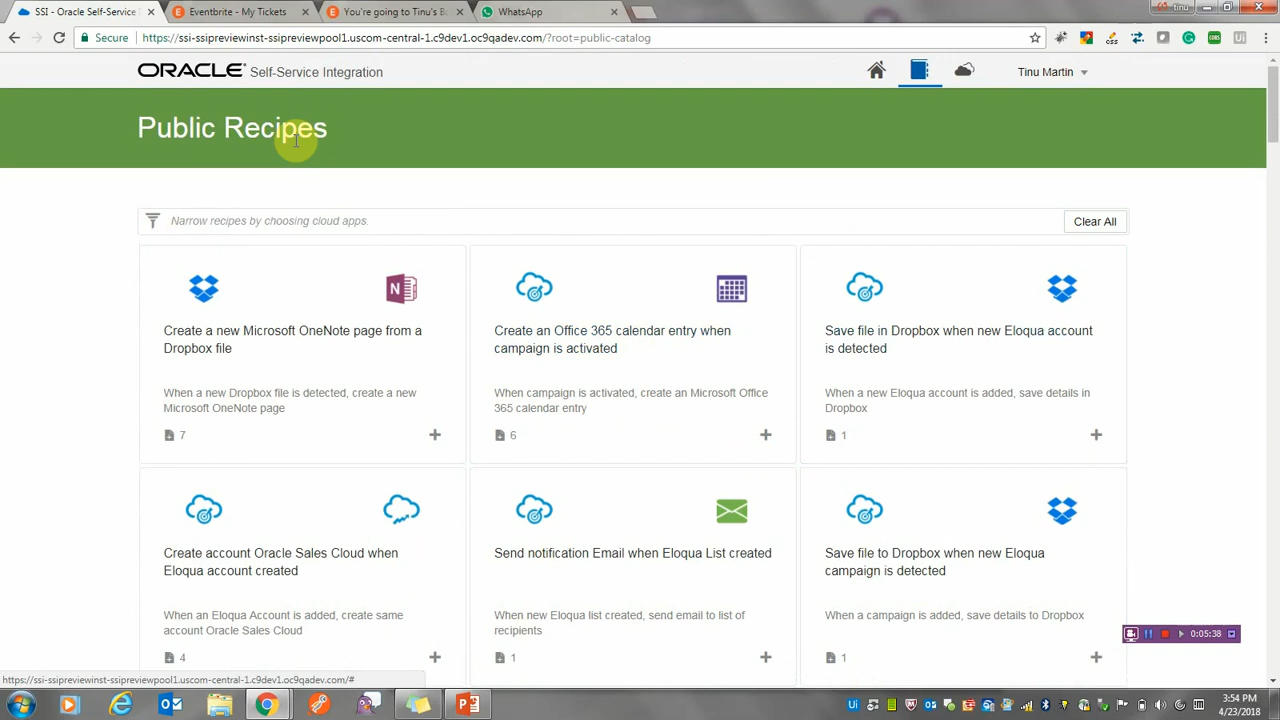 SSI - Oracle Self-Service
Eventbrite - My Tickets
You're going to Tinu's B
WhatsApp
tinu
Secure
https://ssi-ssipreviewinst-ssipreviewpool1.uscom-central-1.c9dev1.oc9qadev.com/?root=public-catalog
ORACLE Self-Service Integration
Tinu Martin
Public Recipes
Narrow recipes by choosing cloud apps.
Clear All
Create a new Microsoft OneNote page from a
Dropbox file
When a new Dropbox file is detected, create a new
Microsoft OneNote page
7
Create an Office 365 calendar entry when
campaign is activated
When campaign is activated, create an Microsoft Office
365 calendar entry
6
Save file in Dropbox when new Eloqua account
is detected
When a new Eloqua account is added, save details in
Dropbox
1
Create account Oracle Sales Cloud when
Eloqua account created
When an Eloqua Account is added, create same
account Oracle Sales Cloud
4
Send notification Email when Eloqua List created
When new Eloqua list created, send email to list of
recipients
1
Save file to Dropbox when new Eloqua
campaign is detected
When a campaign is added, save details to Dropbox
1
0:05:38
https://ssi-ssipreviewinst-ssipreviewpool1.uscom-central-1.c9dev1.oc9qadev.com/#
3:54 PM
4/23/2018